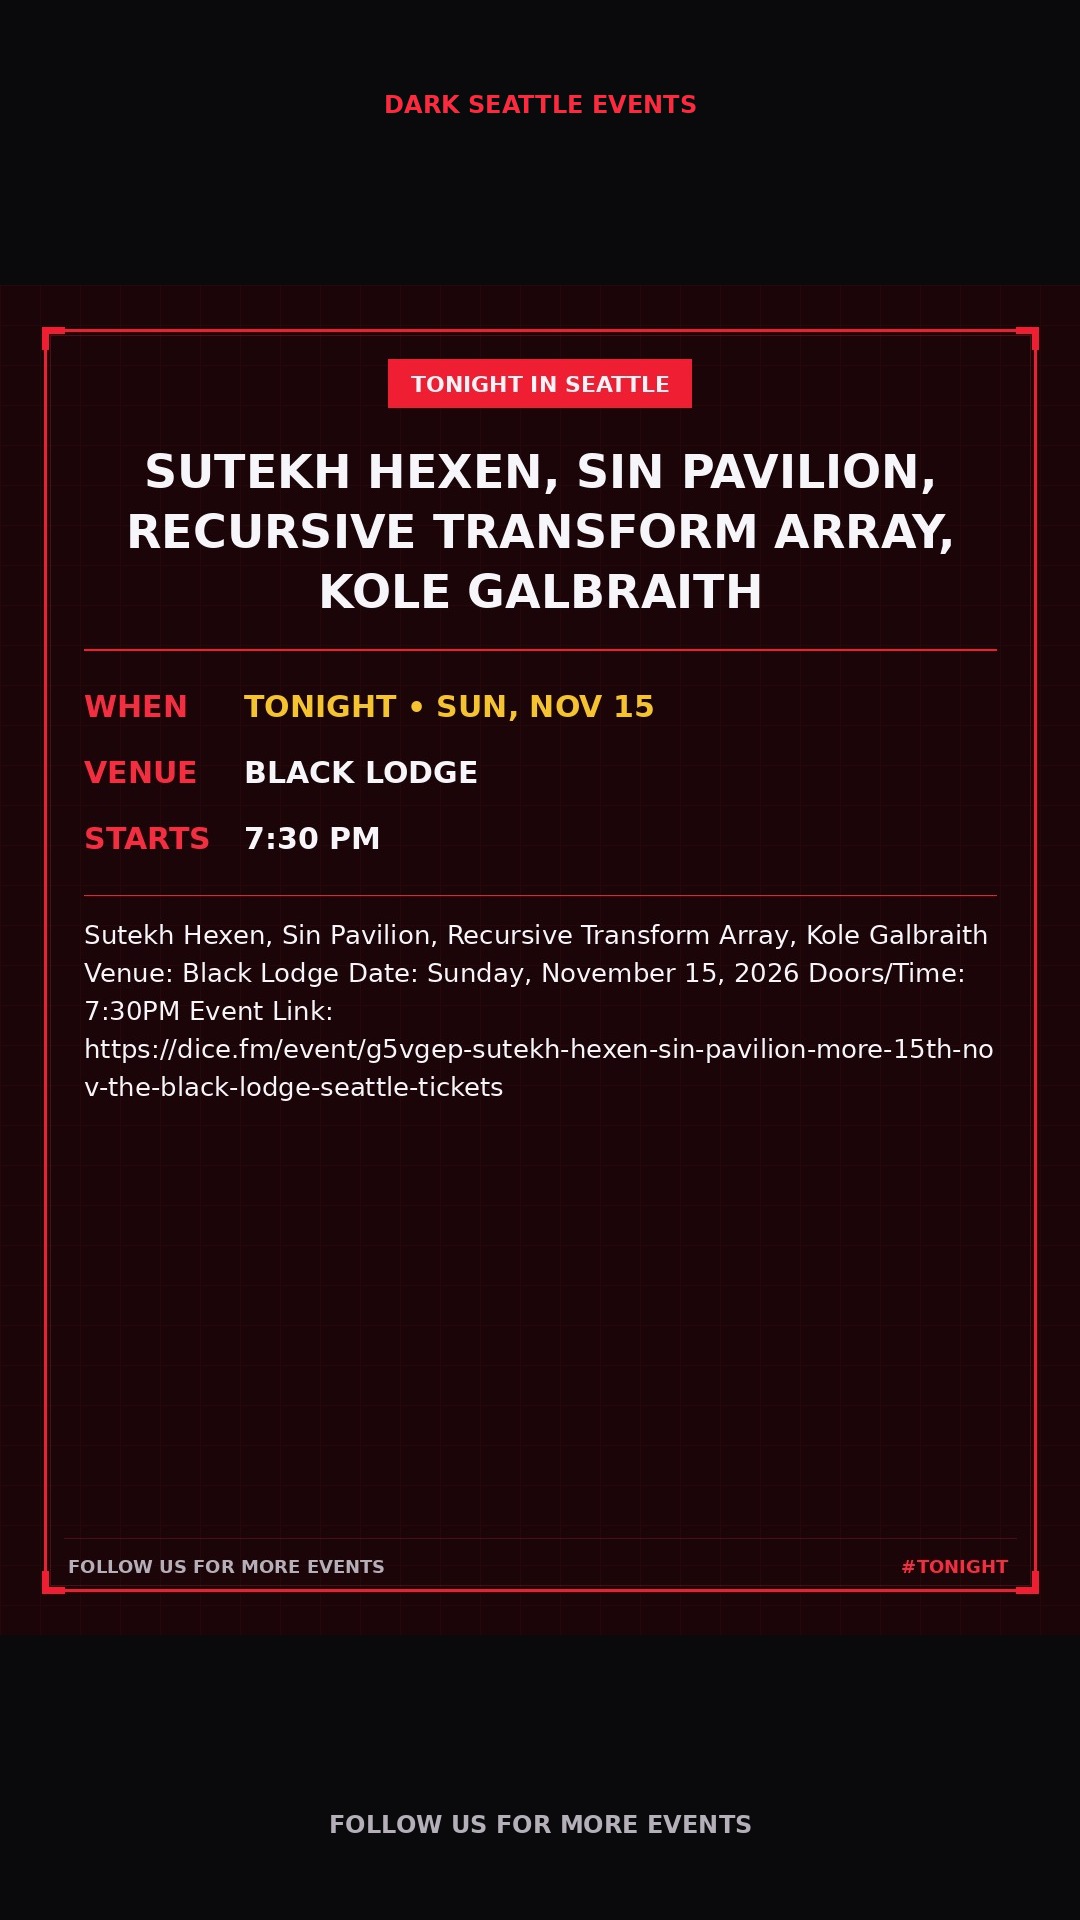 DARK SEATTLE EVENTS
TONIGHT IN SEATTLE
SUTEKH HEXEN, SIN PAVILION,
RECURSIVE TRANSFORM ARRAY,
KOLE GALBRAITH
WHEN TONIGHT • SUN, NOV 15
VENUE BLACK LODGE
STARTS 7:30 PM
Sutekh Hexen, Sin Pavilion, Recursive Transform Array, Kole Galbraith
Venue: Black Lodge Date: Sunday, November 15, 2026 Doors/Time:
7:30PM Event Link:
https://dice.fm/event/g5vgep-sutekh-hexen-sin-pavilion-more-15th-no
v-the-black-lodge-seattle-tickets
FOLLOW US FOR MORE EVENTS #TONIGHT
FOLLOW US FOR MORE EVENTS